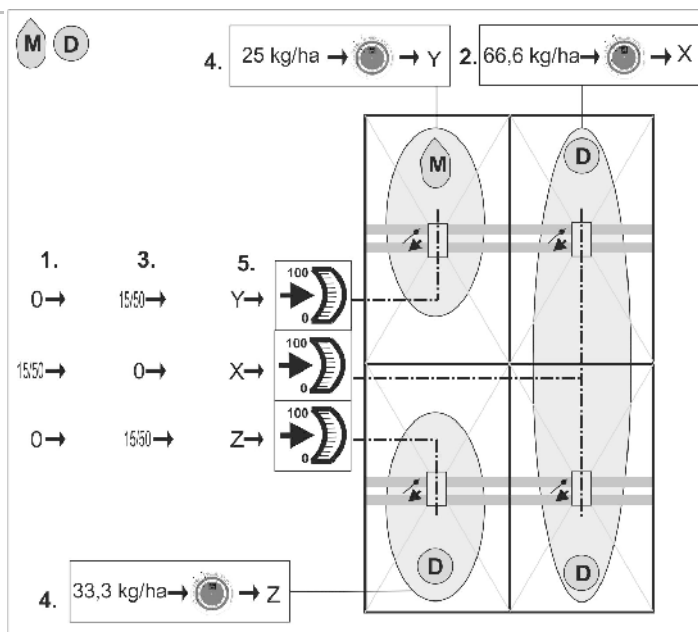 M D
4. 25 kg/ha → → Y
2. 66,6 kg/ha → → X
M
D
1. 3. 5.
0→ 15/50→ Y→ 100 0
15/50→ 0→ X→ 100 0
0→ 15/50→ Z→ 100 0
D
D
4. 33,3 kg/ha → → Z